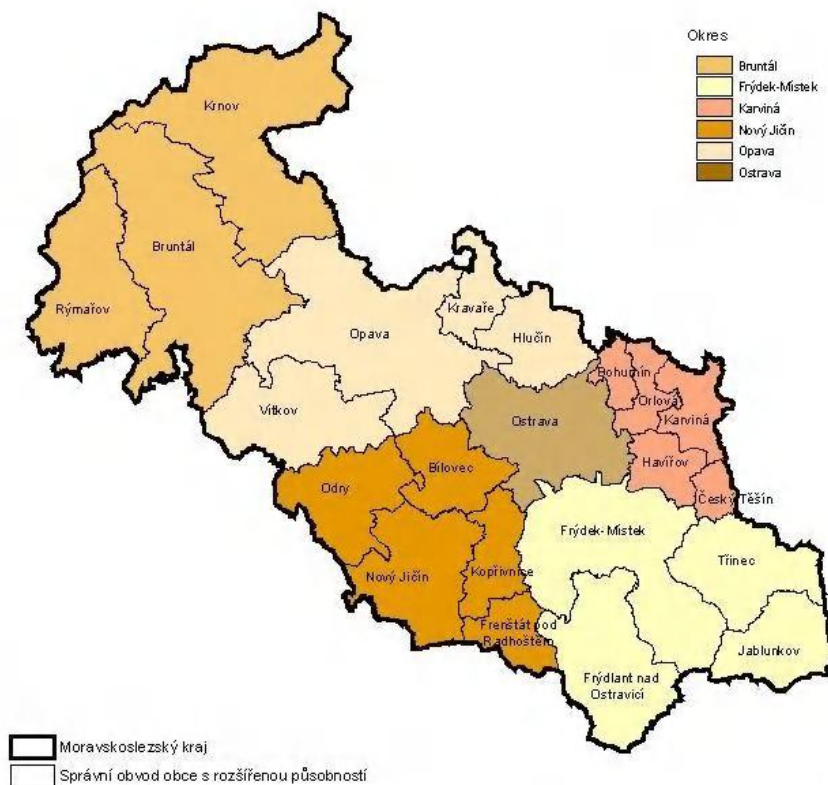 Okres
Bruntál
Frýdek-Místek
Karviná
Nový Jičín
Opava
Ostrava
Krnov
Bruntál
Rýmařov
Opava
Kravaře
Hlučín
Vítkov
Ostrava
Bohumín
Orlová
Karviná
Havířov
Český Těšín
Bílovec
Odry
Nový Jičín
Kopřivnice
Frenštát pod
Radhoštěm
Frýdek-Místek
Třinec
Jablunkov
Frýdlant nad
Ostravicí
Moravskoslezský kraj
Správní obvod obce s rozšířenou působností